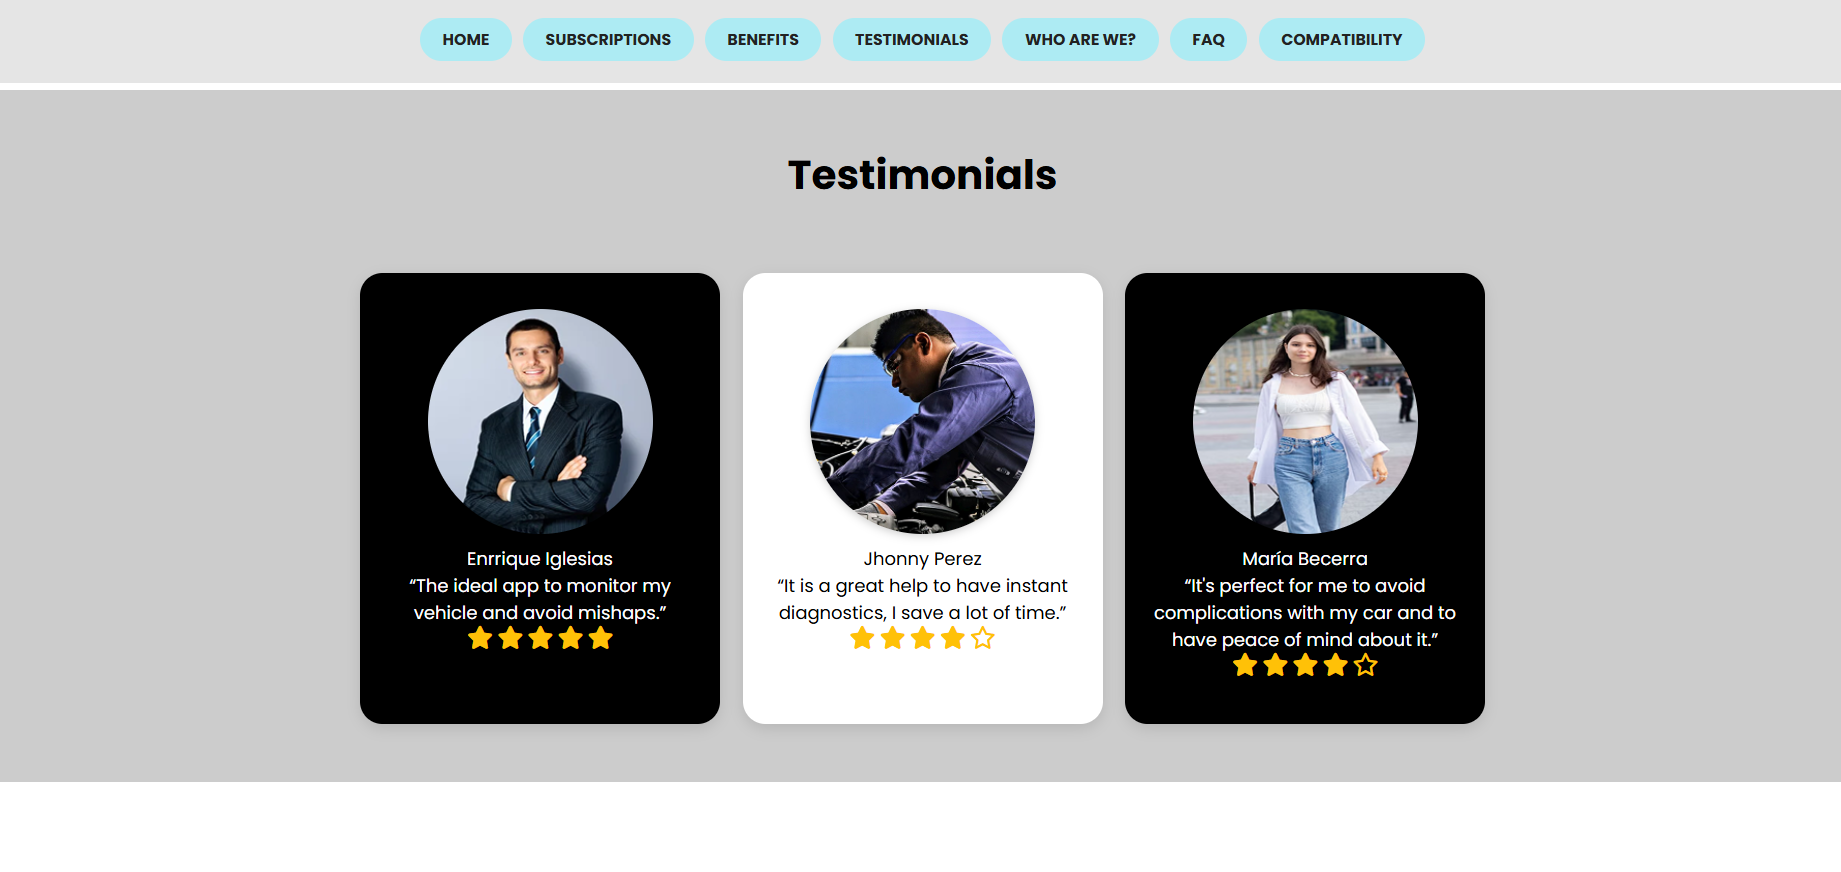 HOME SUBSCRIPTIONS BENEFITS TESTIMONIALS WHO ARE WE? FAQ COMPATIBILITY
Testimonials
Enrrique Iglesias
“The ideal app to monitor my
vehicle and avoid mishaps.”
Jhonny Perez
“It is a great help to have instant
diagnostics, I save a lot of time.”
María Becerra
“It's perfect for me to avoid
complications with my car and to
have peace of mind about it.”